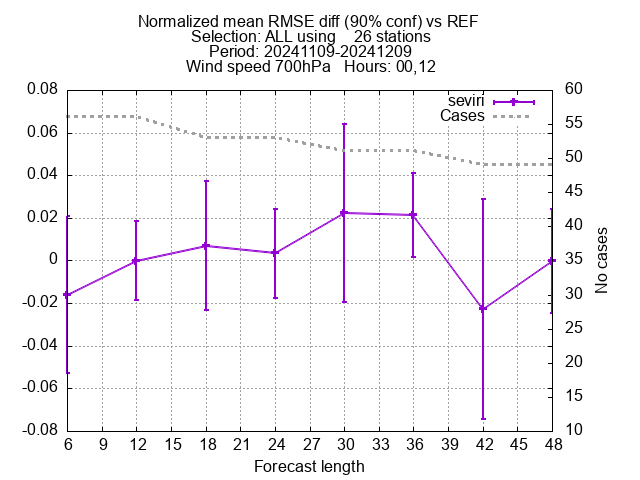 Normalized mean RMSE diff (90% conf) vs REF
Selection: ALL using    26 stations
Period: 20241109-20241209
Wind speed 700hPa   Hours: 00,12
seviri
Cases
0.08
0.06
0.04
0.02
0
-0.02
-0.04
-0.06
-0.08
60
55
50
45
40
35
30
25
20
15
10
No cases
6 9 12 15 18 21 24 27 30 33 36 39 42 45 48
Forecast length